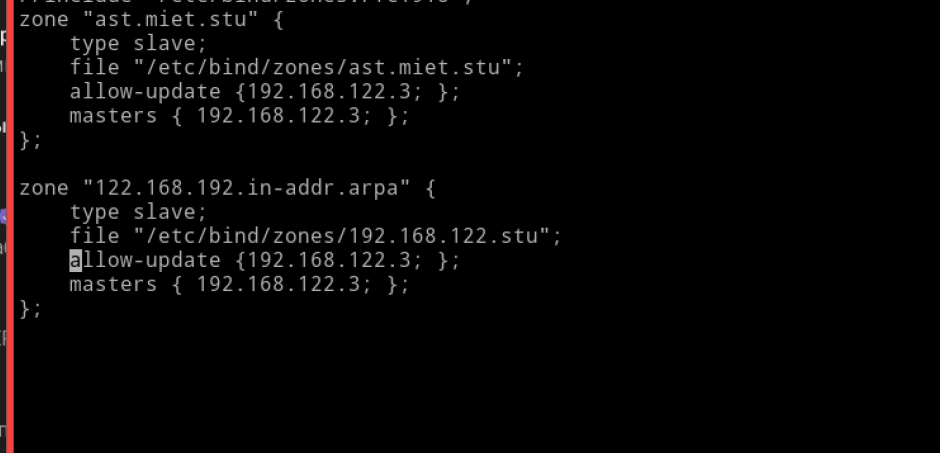 zone "ast.miet.stu" {
    type slave;
    file "/etc/bind/zones/ast.miet.stu";
    allow-update {192.168.122.3; };
    masters { 192.168.122.3; };
};

zone "122.168.192.in-addr.arpa" {
    type slave;
    file "/etc/bind/zones/192.168.122.stu";
    allow-update {192.168.122.3; };
    masters { 192.168.122.3; };
};